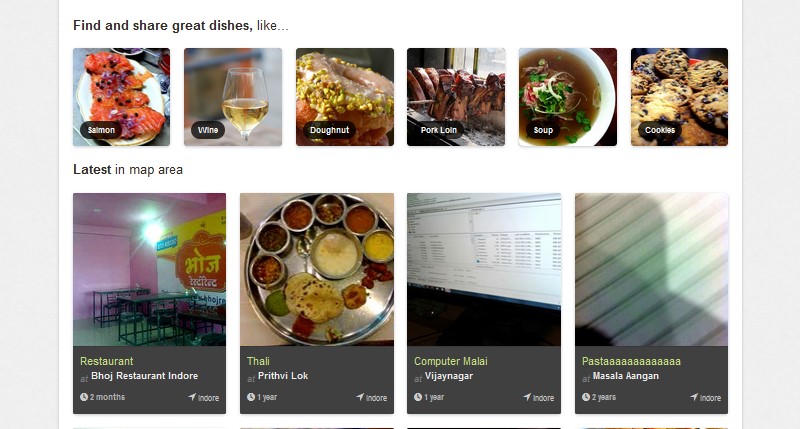 Find and share great dishes, like...
Salmon
Wine
Doughnut
Pork Loin
Soup
Cookies
Latest in map area
भोज
रेस्टोरेंट
Restaurant
at Bhoj Restaurant Indore
2 months
Indore
Thali
at Prithvi Lok
1 year
Indore
Computer Malai
at Vijaynagar
1 year
Indore
Pastaaaaaaaaaaaaa
at Masala Aangan
2 years
Indore